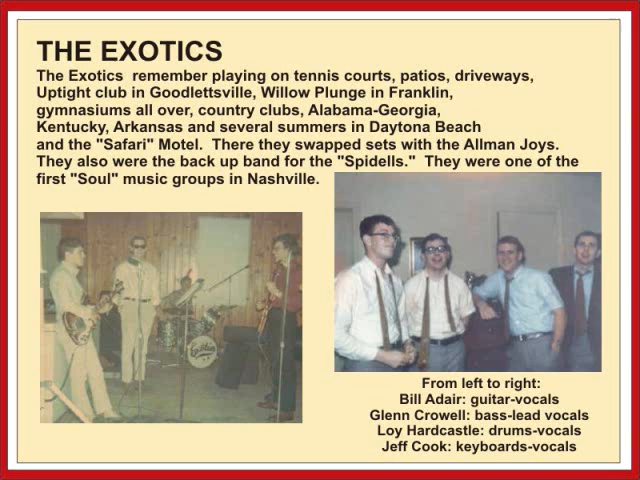 THE EXOTICS
The Exotics  remember playing on tennis courts, patios, driveways,
Uptight club in Goodlettsville, Willow Plunge in Franklin,
gymnasiums all over, country clubs, Alabama-Georgia,
Kentucky, Arkansas and several summers in Daytona Beach
and the "Safari" Motel.  There they swapped sets with the Allman Joys.
They also were the back up band for the "Spidells."  They were one of the
first "Soul" music groups in Nashville.
From left to right:
Bill Adair: guitar-vocals
Glenn Crowell: bass-lead vocals
Loy Hardcastle: drums-vocals
Jeff Cook: keyboards-vocals